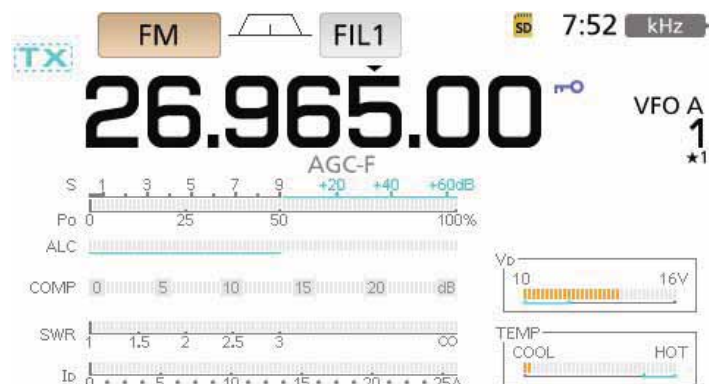 FM FIL1 SD 7:52 kHz
TX
26.965.00
VFO A
1
★1
AGC-F
S 1 3 5 7 9 +20 +40 +60dB
Po 0 25 50 100%
ALC
COMP 0 5 10 15 20 dB
SWR 1 1.5 2 2.5 3 ∞
ID 0 5 10 15 20 25A
VD
10 16V
TEMP
COOL HOT